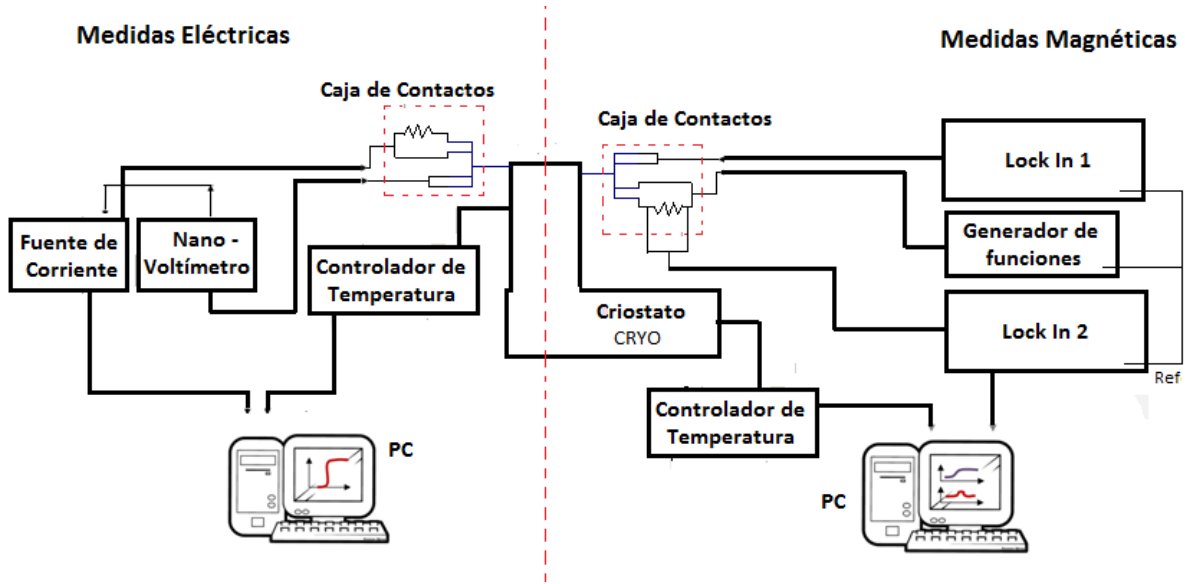 Medidas Eléctricas
Medidas Magnéticas
Caja de Contactos
Caja de Contactos
Lock In 1
Fuente de
Corriente
Nano -
Voltímetro
Controlador de
Temperatura
Generador de
funciones
Criostato
CRYO
Lock In 2
Ref
Controlador de
Temperatura
PC
PC